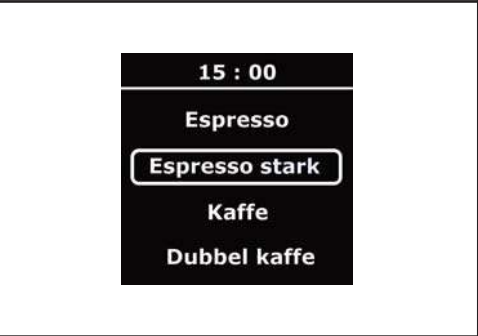 15 : 00
Espresso
Espresso stark
Kaffe
Dubbel kaffe